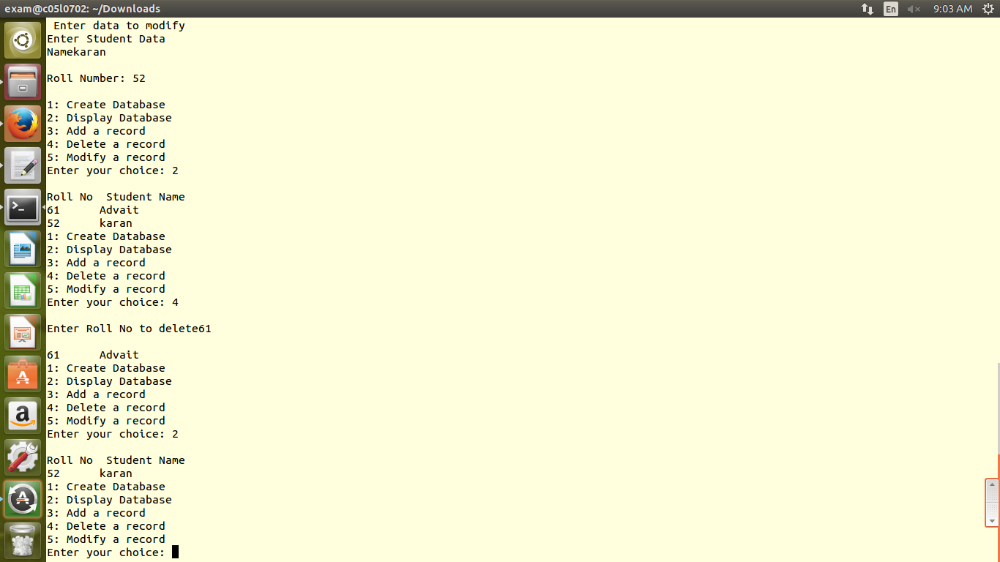 exam@c05l0702: ~/Downloads
En
9:03 AM
Enter data to modify
Enter Student Data
Namekaran
Roll Number: 52
1: Create Database
2: Display Database
3: Add a record
4: Delete a record
5: Modify a record
Enter your choice: 2
Roll No  Student Name
61      Advait
52      karan
1: Create Database
2: Display Database
3: Add a record
4: Delete a record
5: Modify a record
Enter your choice: 4
Enter Roll No to delete61
61      Advait
1: Create Database
2: Display Database
3: Add a record
4: Delete a record
5: Modify a record
Enter your choice: 2
Roll No  Student Name
52      karan
1: Create Database
2: Display Database
3: Add a record
4: Delete a record
5: Modify a record
Enter your choice: